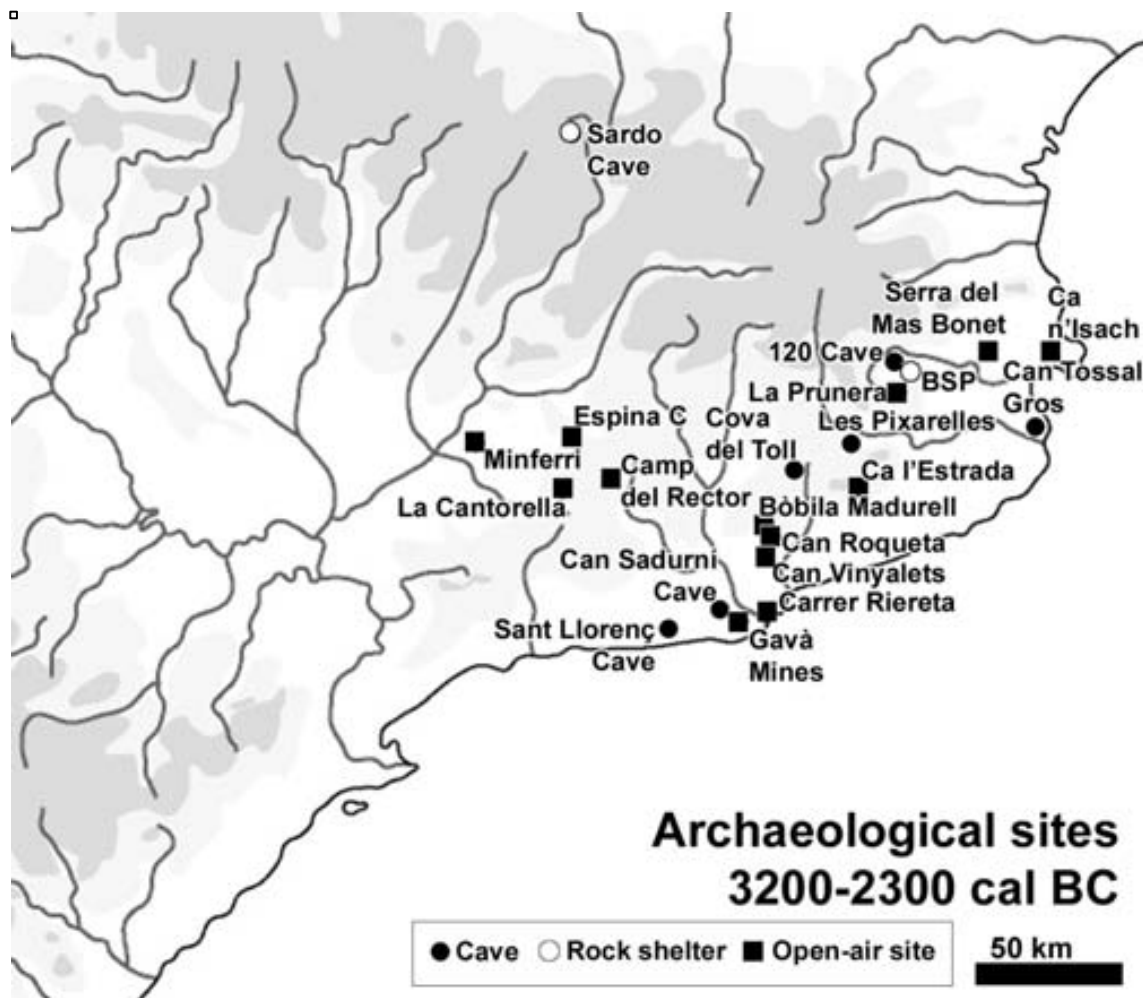 Sardo
Cave
Serra del
Mas Bonet
Ca
n'Isach
120 Cave
BSP
Can Tossal
Gros
La Prunera
Les Pixarelles
Cova
del Toll
Espina C
Minferri
Camp
del Rector
La Cantorella
Ca l'Estrada
Bòbila Madurell
Can Roqueta
Can Vinyalets
Can Sadurní
Cave
Carrer Riereta
Sant Llorenç
Cave
Gavà
Mines
Archaeological sites
3200-2300 cal BC
Cave Rock shelter Open-air site
50 km